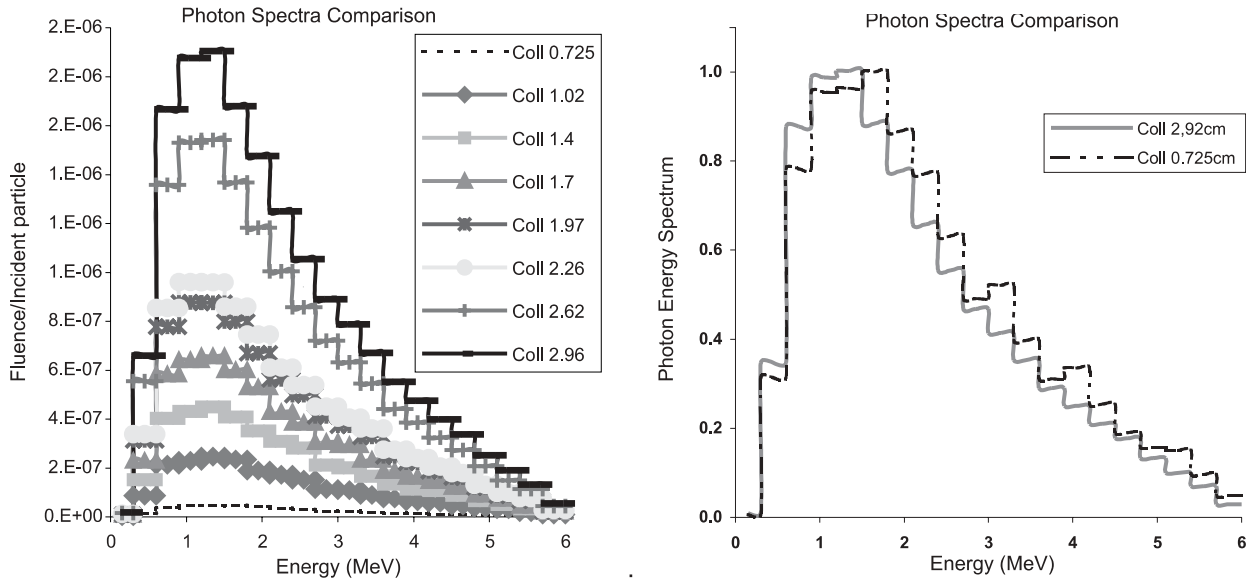 Photon Spectra Comparison
2.E-06
2.E-06
2.E-06
1.E-06
1.E-06
1.E-06
8.E-07
6.E-07
4.E-07
2.E-07
0.E+00
Fluence/Incident particle
0 1 2 3 4 5 6
Energy (MeV)
Coll 0.725
Coll 1.02
Coll 1.4
Coll 1.7
Coll 1.97
Coll 2.26
Coll 2.62
Coll 2.96
Photon Spectra Comparison
1.0
0.8
0.6
0.4
0.2
0.0
Photon Energy Spectrum
0 1 2 3 4 5 6
Energy (MeV)
Coll 2,92cm
Coll 0.725cm
.